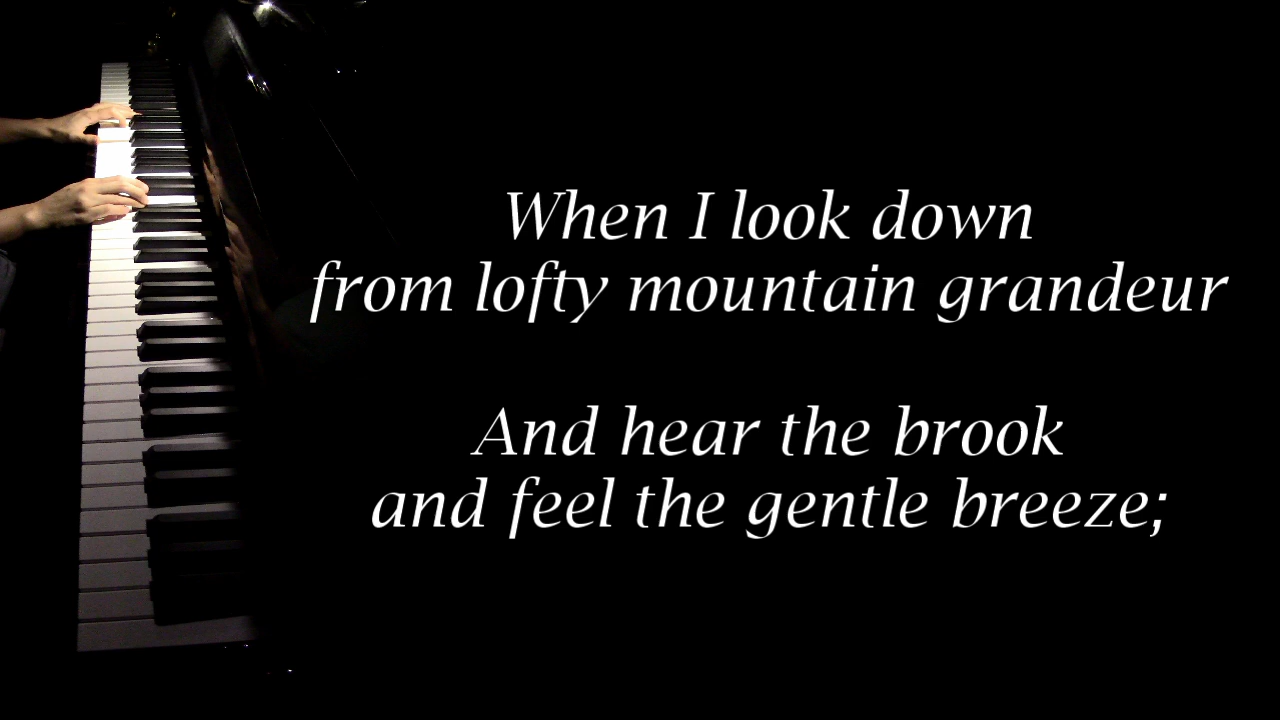 When I look down
from lofty mountain grandeur
And hear the brook
and feel the gentle breeze;